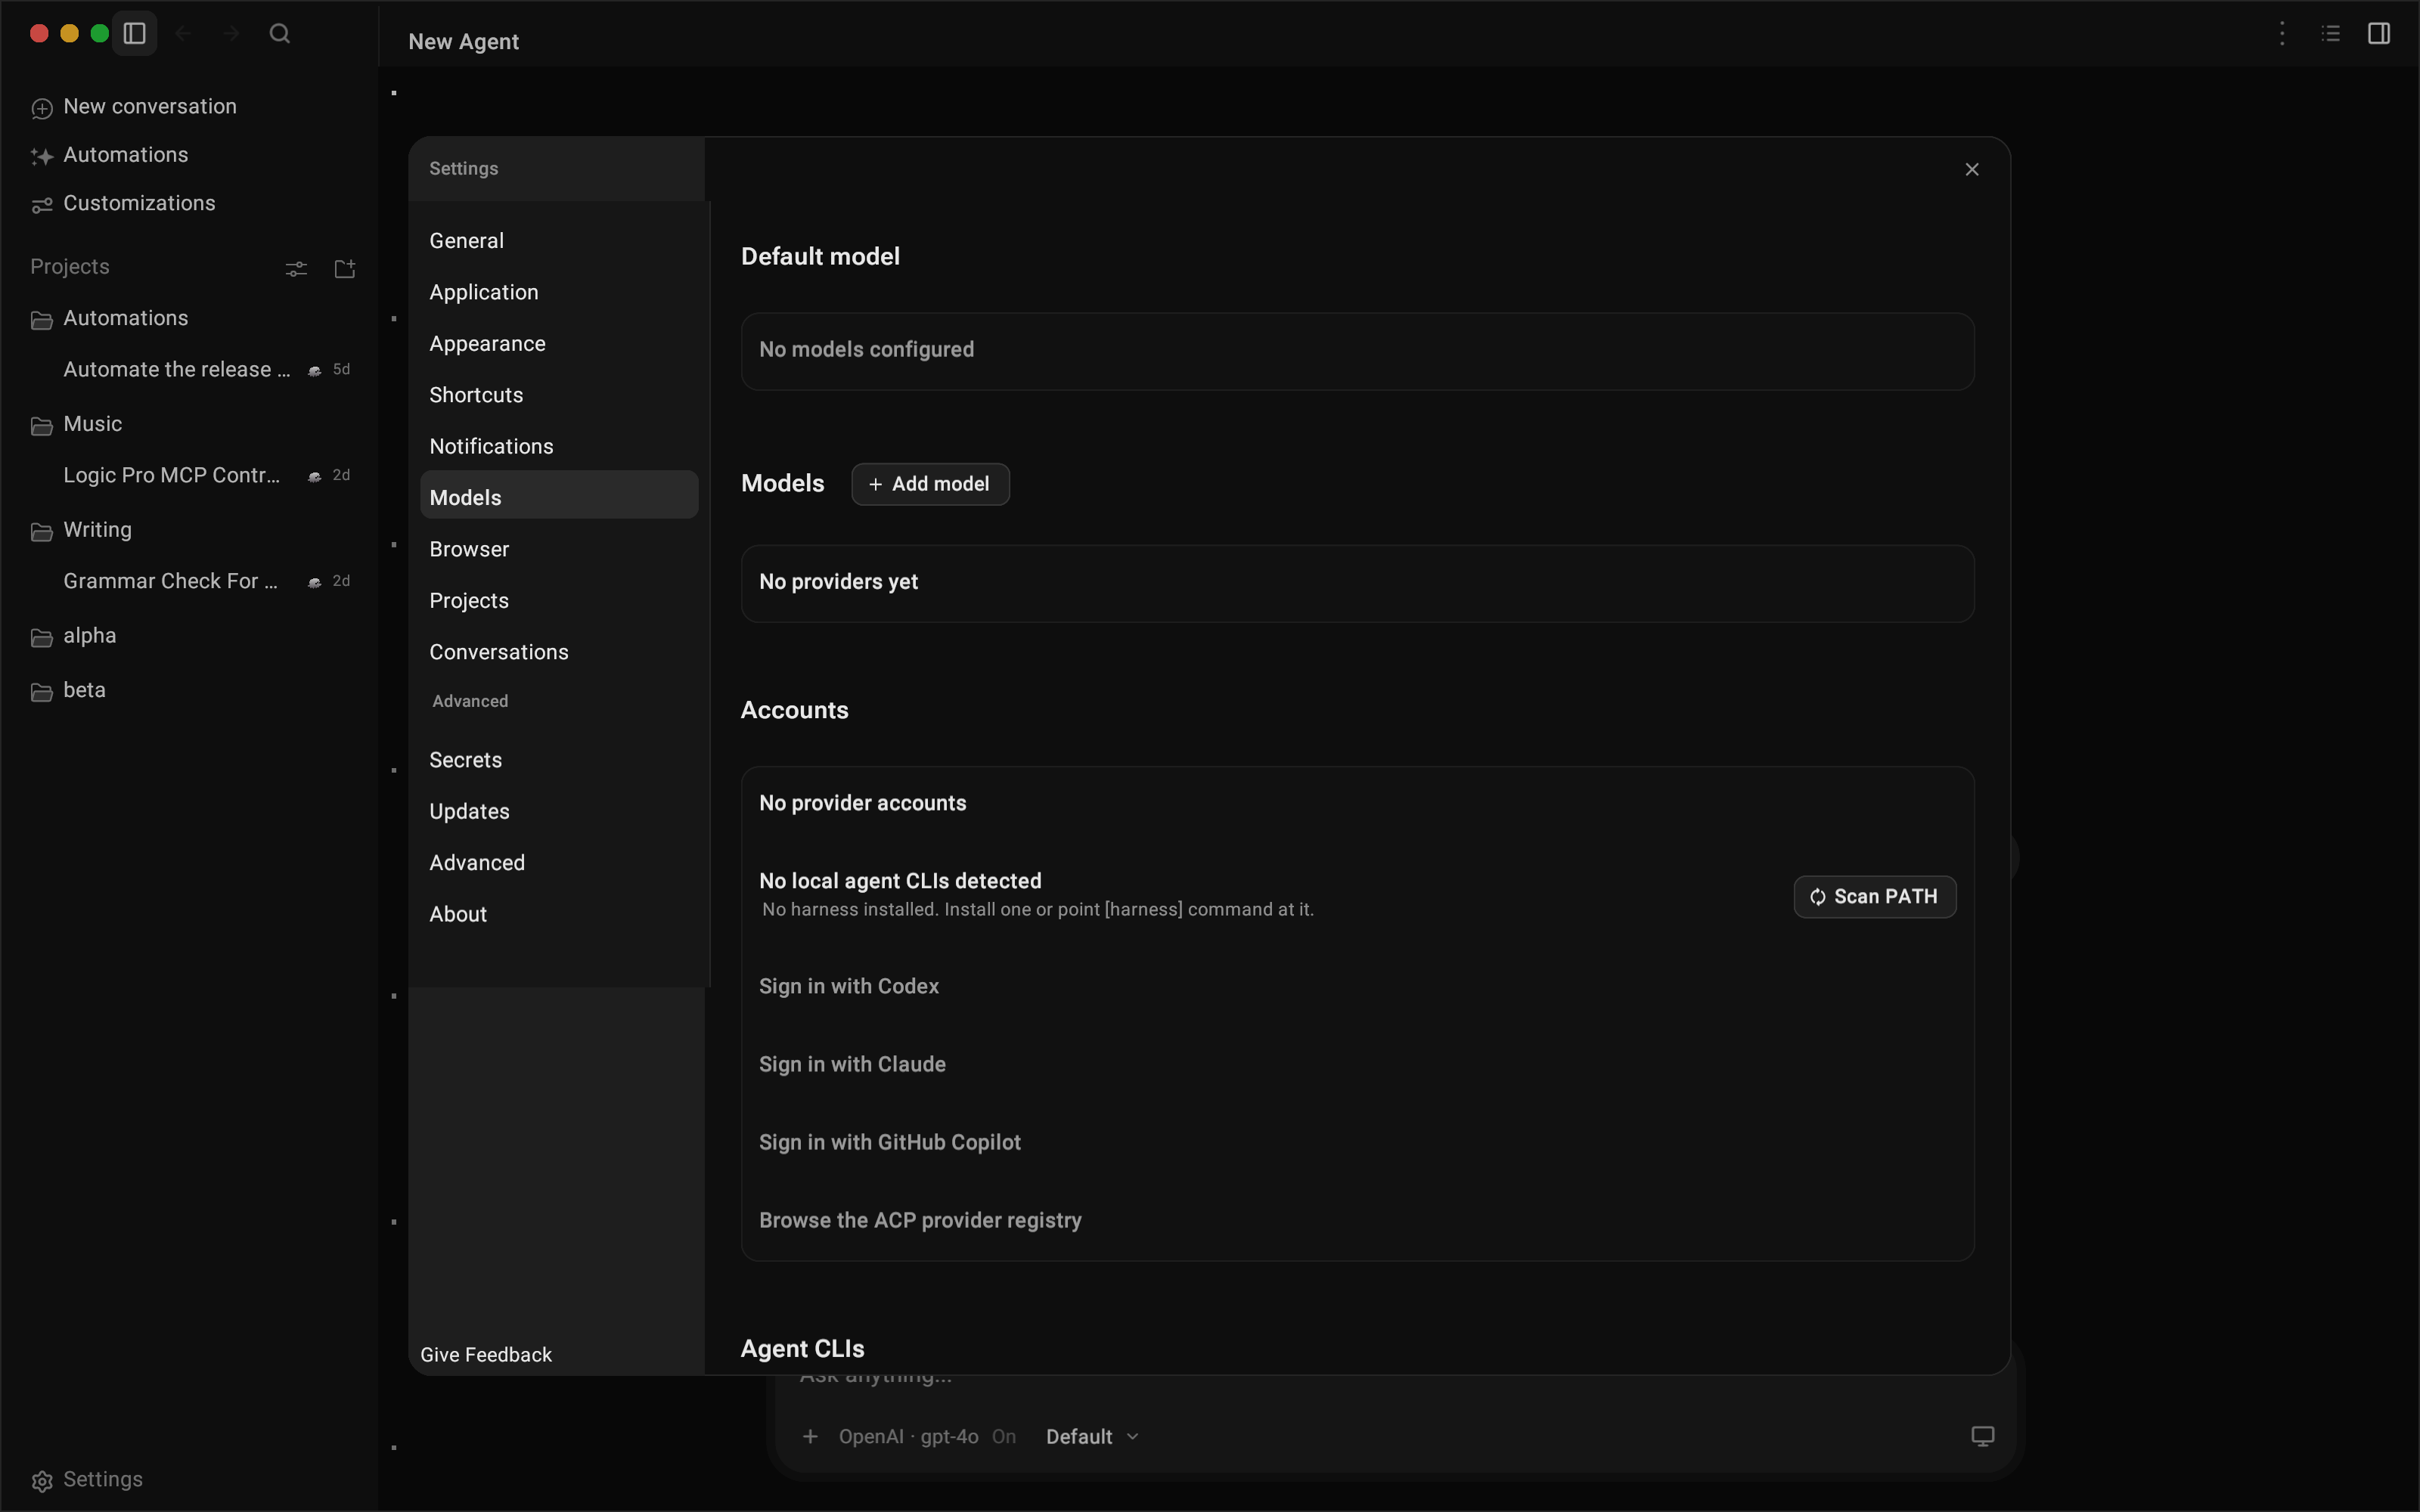 New Agent
New conversation
Automations
Customizations
Projects
Automations
Automate the release ... 5d
Music
Logic Pro MCP Contr... 2d
Writing
Grammar Check For ... 2d
alpha
beta
Settings
Settings
General
Application
Appearance
Shortcuts
Notifications
Models
Browser
Projects
Conversations
Advanced
Secrets
Updates
Advanced
About
Give Feedback
Default model
No models configured
Models
+ Add model
No providers yet
Accounts
No provider accounts
No local agent CLIs detected
No harness installed. Install one or point [harness] command at it.
Scan PATH
Sign in with Codex
Sign in with Claude
Sign in with GitHub Copilot
Browse the ACP provider registry
Agent CLIs
Ask anything...
+ OpenAI · gpt-4o On Default